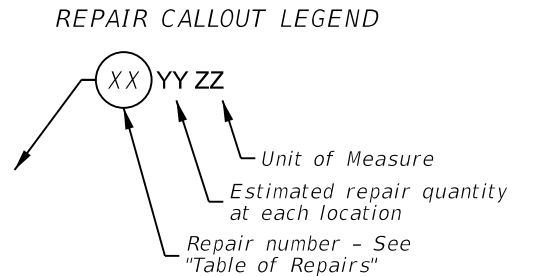 REPAIR CALLOUT LEGEND
XX YY ZZ
Unit of Measure
Estimated repair quantity
at each location
Repair number - See
"Table of Repairs"